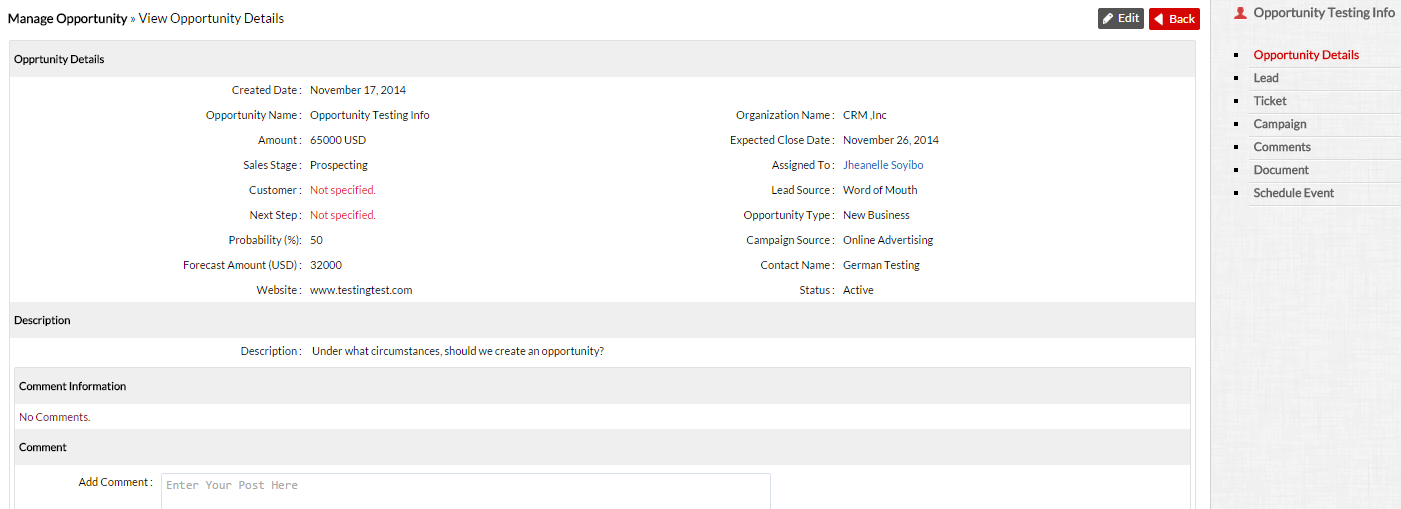 Manage Opportunity » View Opportunity Details
Edit
Back
Opprtunity Details
Created Date : November 17, 2014
Opportunity Name : Opportunity Testing Info
Organization Name : CRM ,Inc
Amount : 65000 USD
Expected Close Date : November 26, 2014
Sales Stage : Prospecting
Assigned To : Jheanelle Soyibo
Customer : Not specified.
Lead Source : Word of Mouth
Next Step : Not specified.
Opportunity Type : New Business
Probability (%): 50
Campaign Source : Online Advertising
Forecast Amount (USD) : 32000
Contact Name : German Testing
Website : www.testingtest.com
Status : Active
Description
Description : Under what circumstances, should we create an opportunity?
Comment Information
No Comments.
Comment
Add Comment : Enter Your Post Here
Opportunity Testing Info
Opportunity Details
Lead
Ticket
Campaign
Comments
Document
Schedule Event